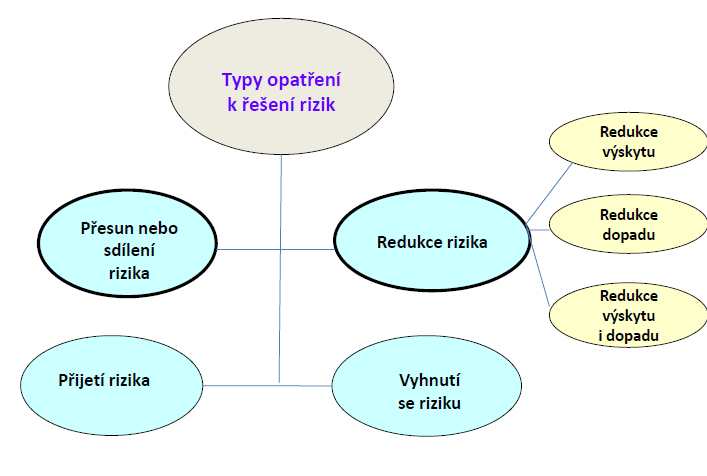 Typy opatření
k řešení rizik
Přesun nebo
sdílení
rizika
Redukce rizika
Redukce
výskytu
Redukce
dopadu
Redukce
výskytu
i dopadu
Přijetí rizika
Vyhnutí
se riziku